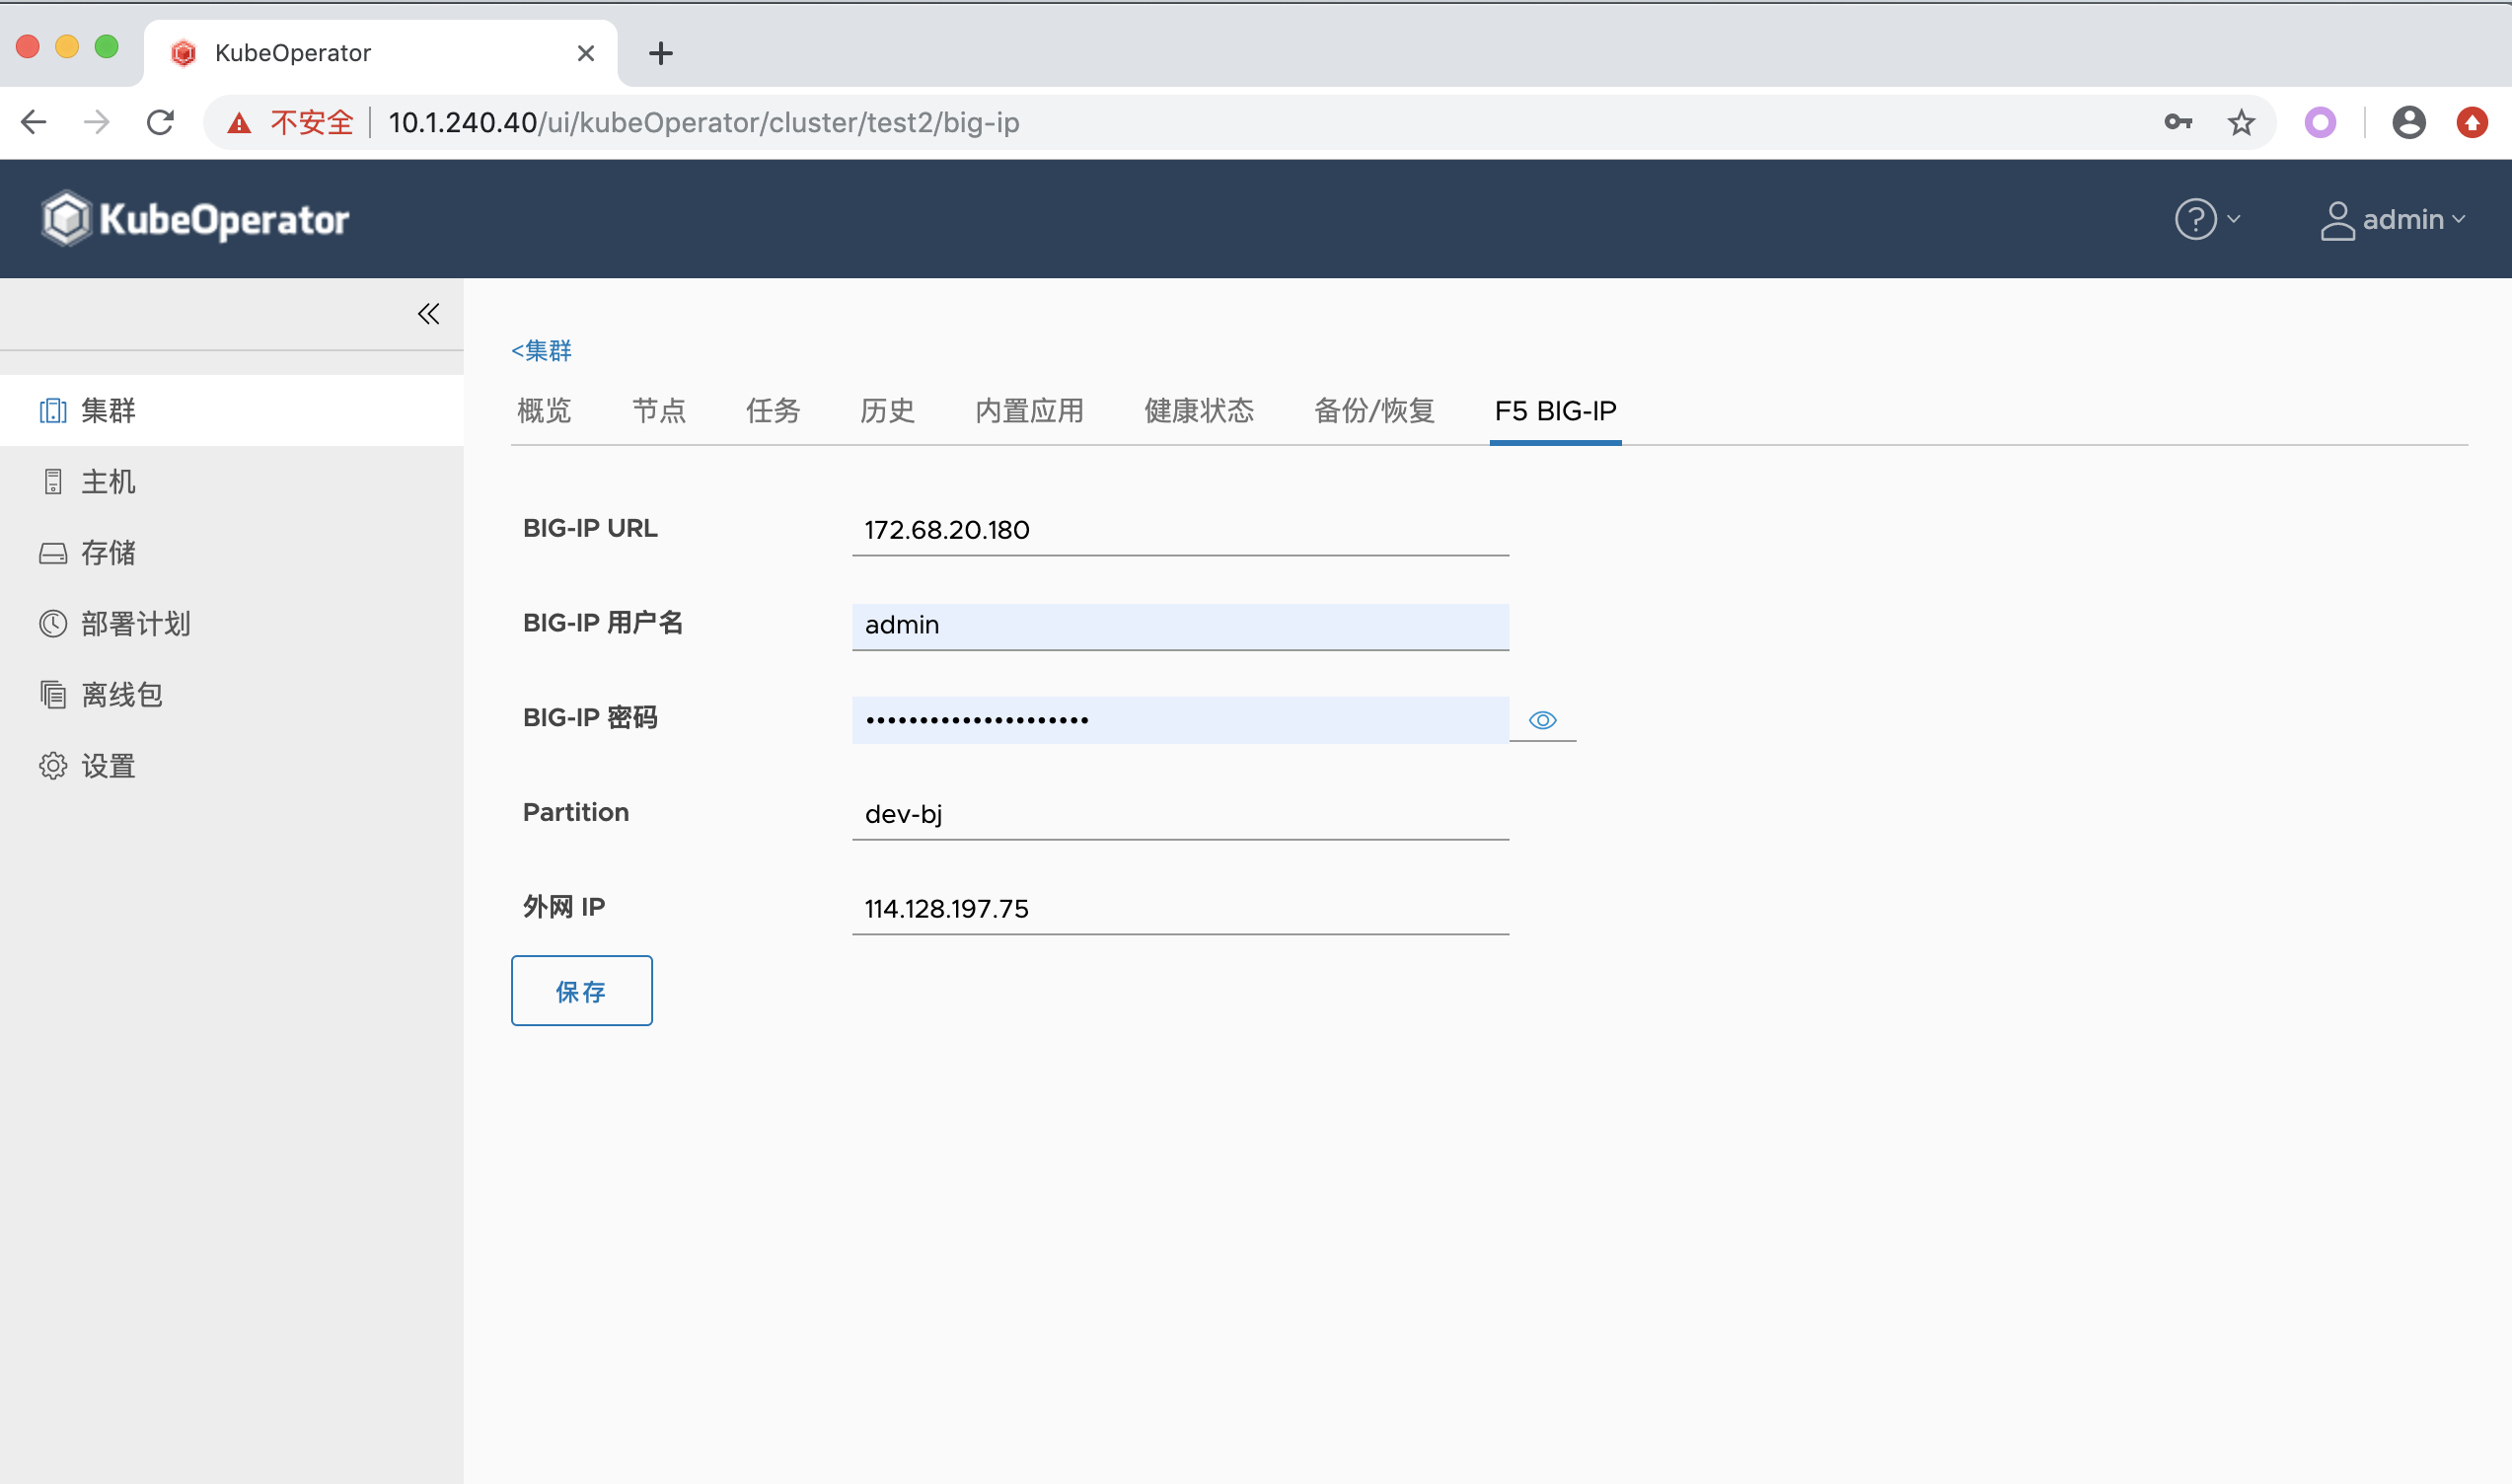 KubeOperator
不安全 10.1.240.40/ui/kubeOperator/cluster/test2/big-ip
KubeOperator
admin
<集群
概览 节点 任务 历史 内置应用 健康状态 备份/恢复 F5 BIG-IP
集群
主机
存储
部署计划
离线包
设置
BIG-IP URL 172.68.20.180
BIG-IP 用户名 admin
BIG-IP 密码 •••••••••••••••••••••
Partition dev-bj
外网 IP 114.128.197.75
保存